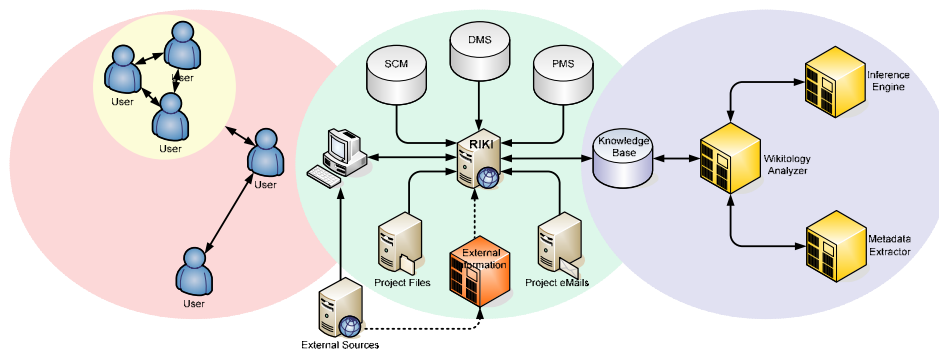 SCM
DMS
PMS
User
User
User
User
User
RIKI
Knowledge
Base
Inference
Engine
Wikitology
Analyzer
Metadata
Extractor
Project Files
External
Information
Project eMails
External Sources